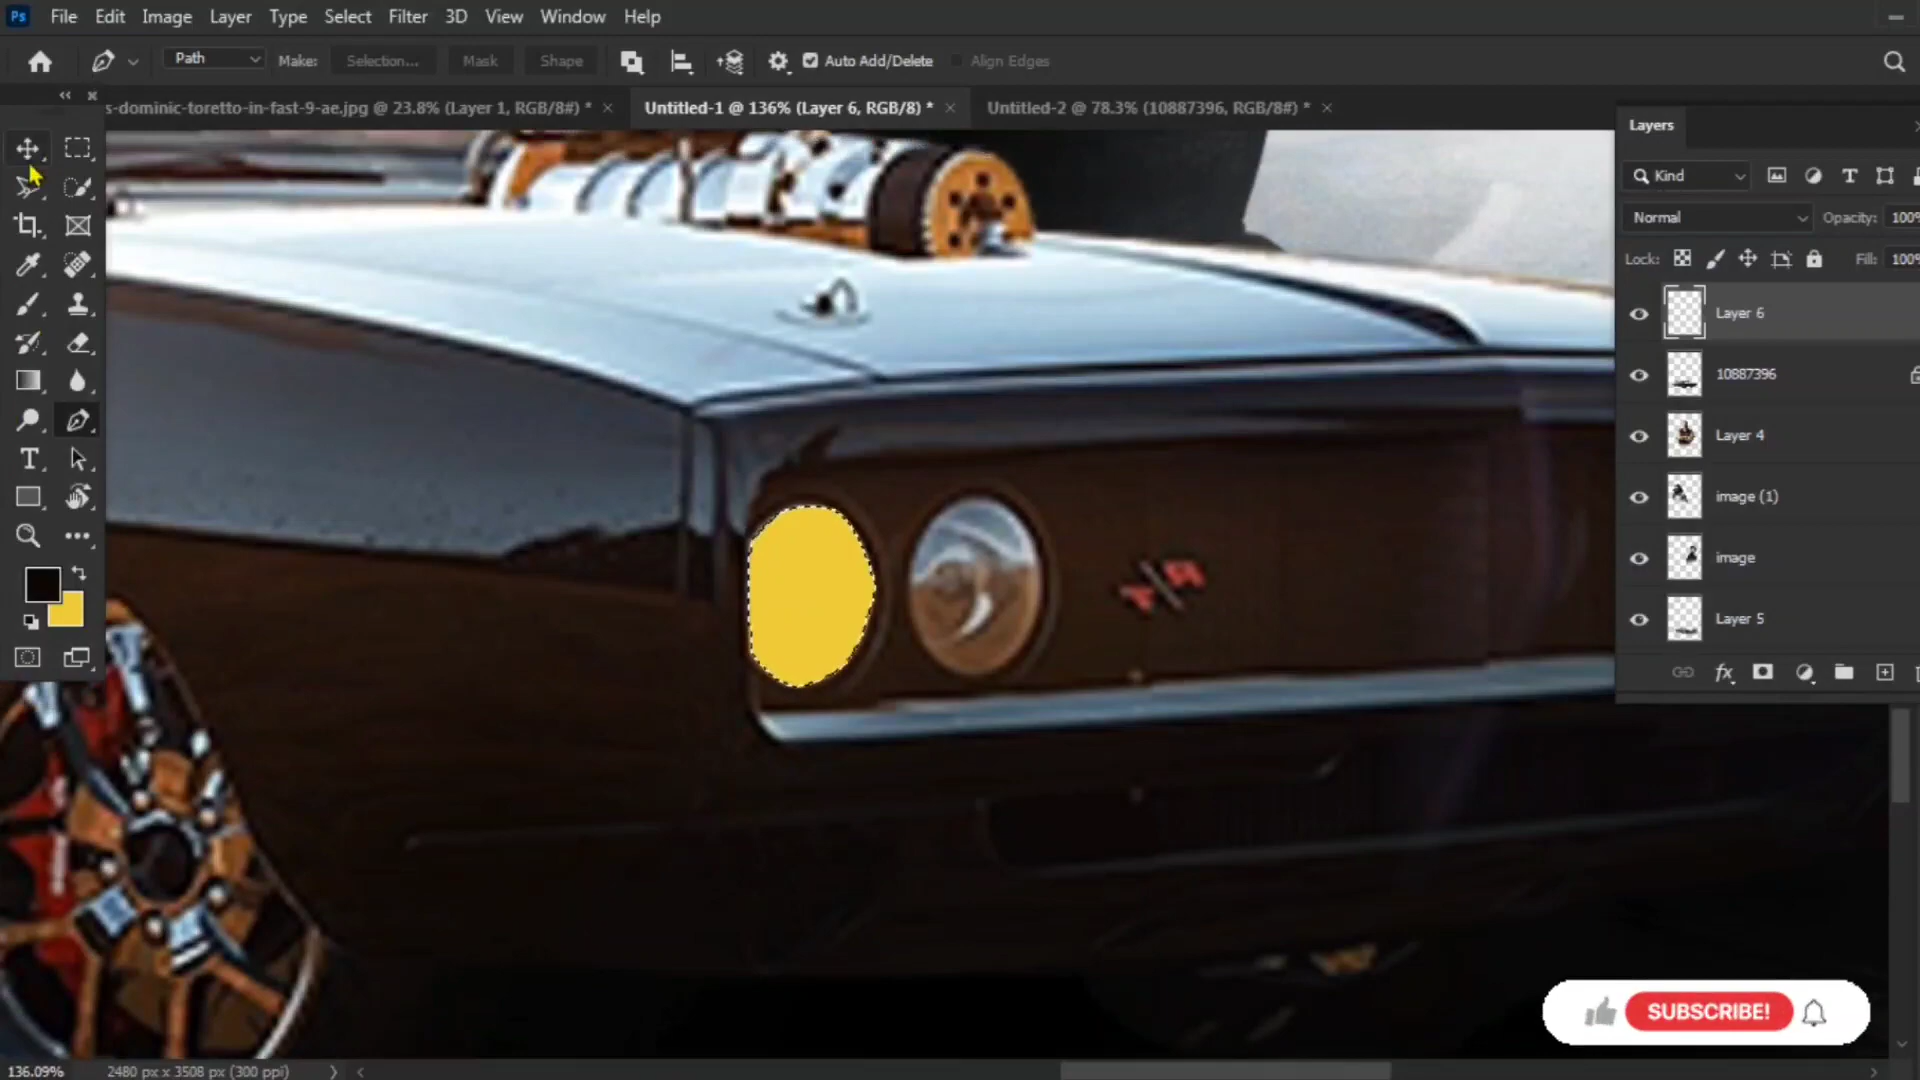 Ps File Edit Image Layer Type Select Filter 3D View Window Help
Path Make: Selection... Mask Shape Auto Add/Delete Align Edges
s-dominic-toretto-in-fast-9-ae.jpg @ 23.8% (Layer 1, RGB/8#) * Untitled-1 @ 136% (Layer 6, RGB/8) * Untitled-2 @ 78.3% (10887396, RGB/8#) *
Layers
Kind
Normal Opacity: 100%
Lock: Fill: 100%
Layer 6
10887396
Layer 4
image (1)
image
Layer 5
SUBSCRIBE!
136.09% 2480 px x 3508 px (300 ppi)